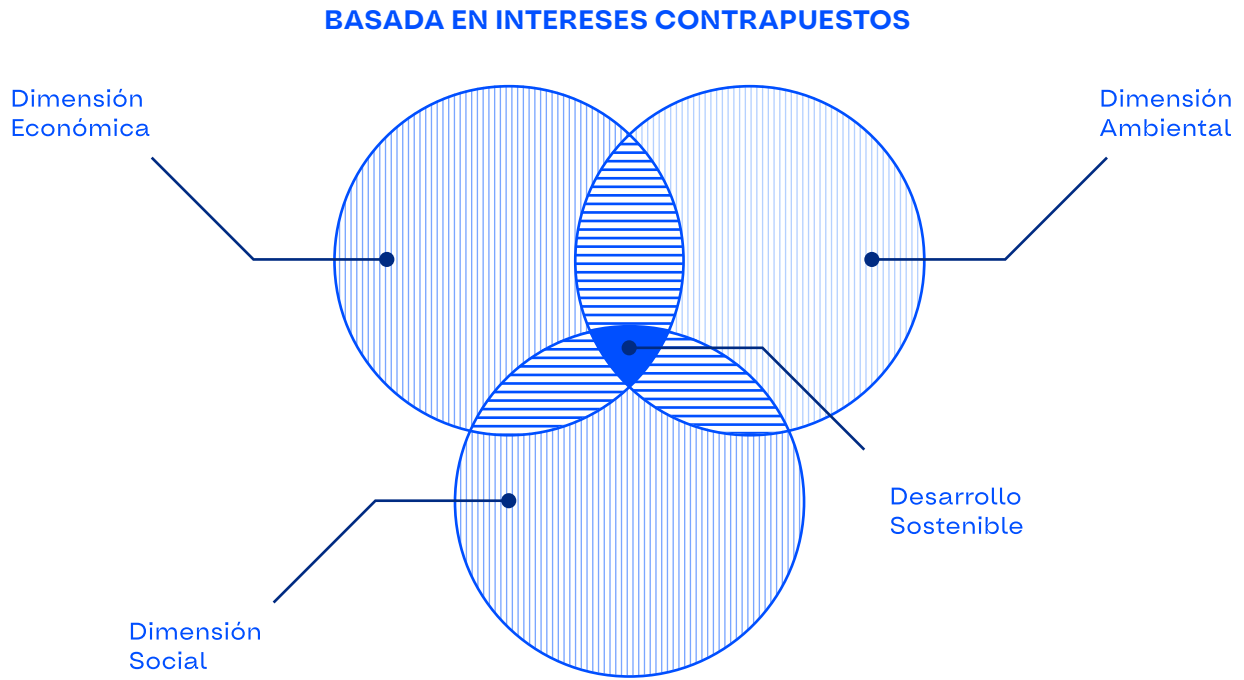 BASADA EN INTERESES CONTRAPUESTOS
Dimensión
Económica
Dimensión
Ambiental
Desarrollo
Sostenible
Dimensión
Social